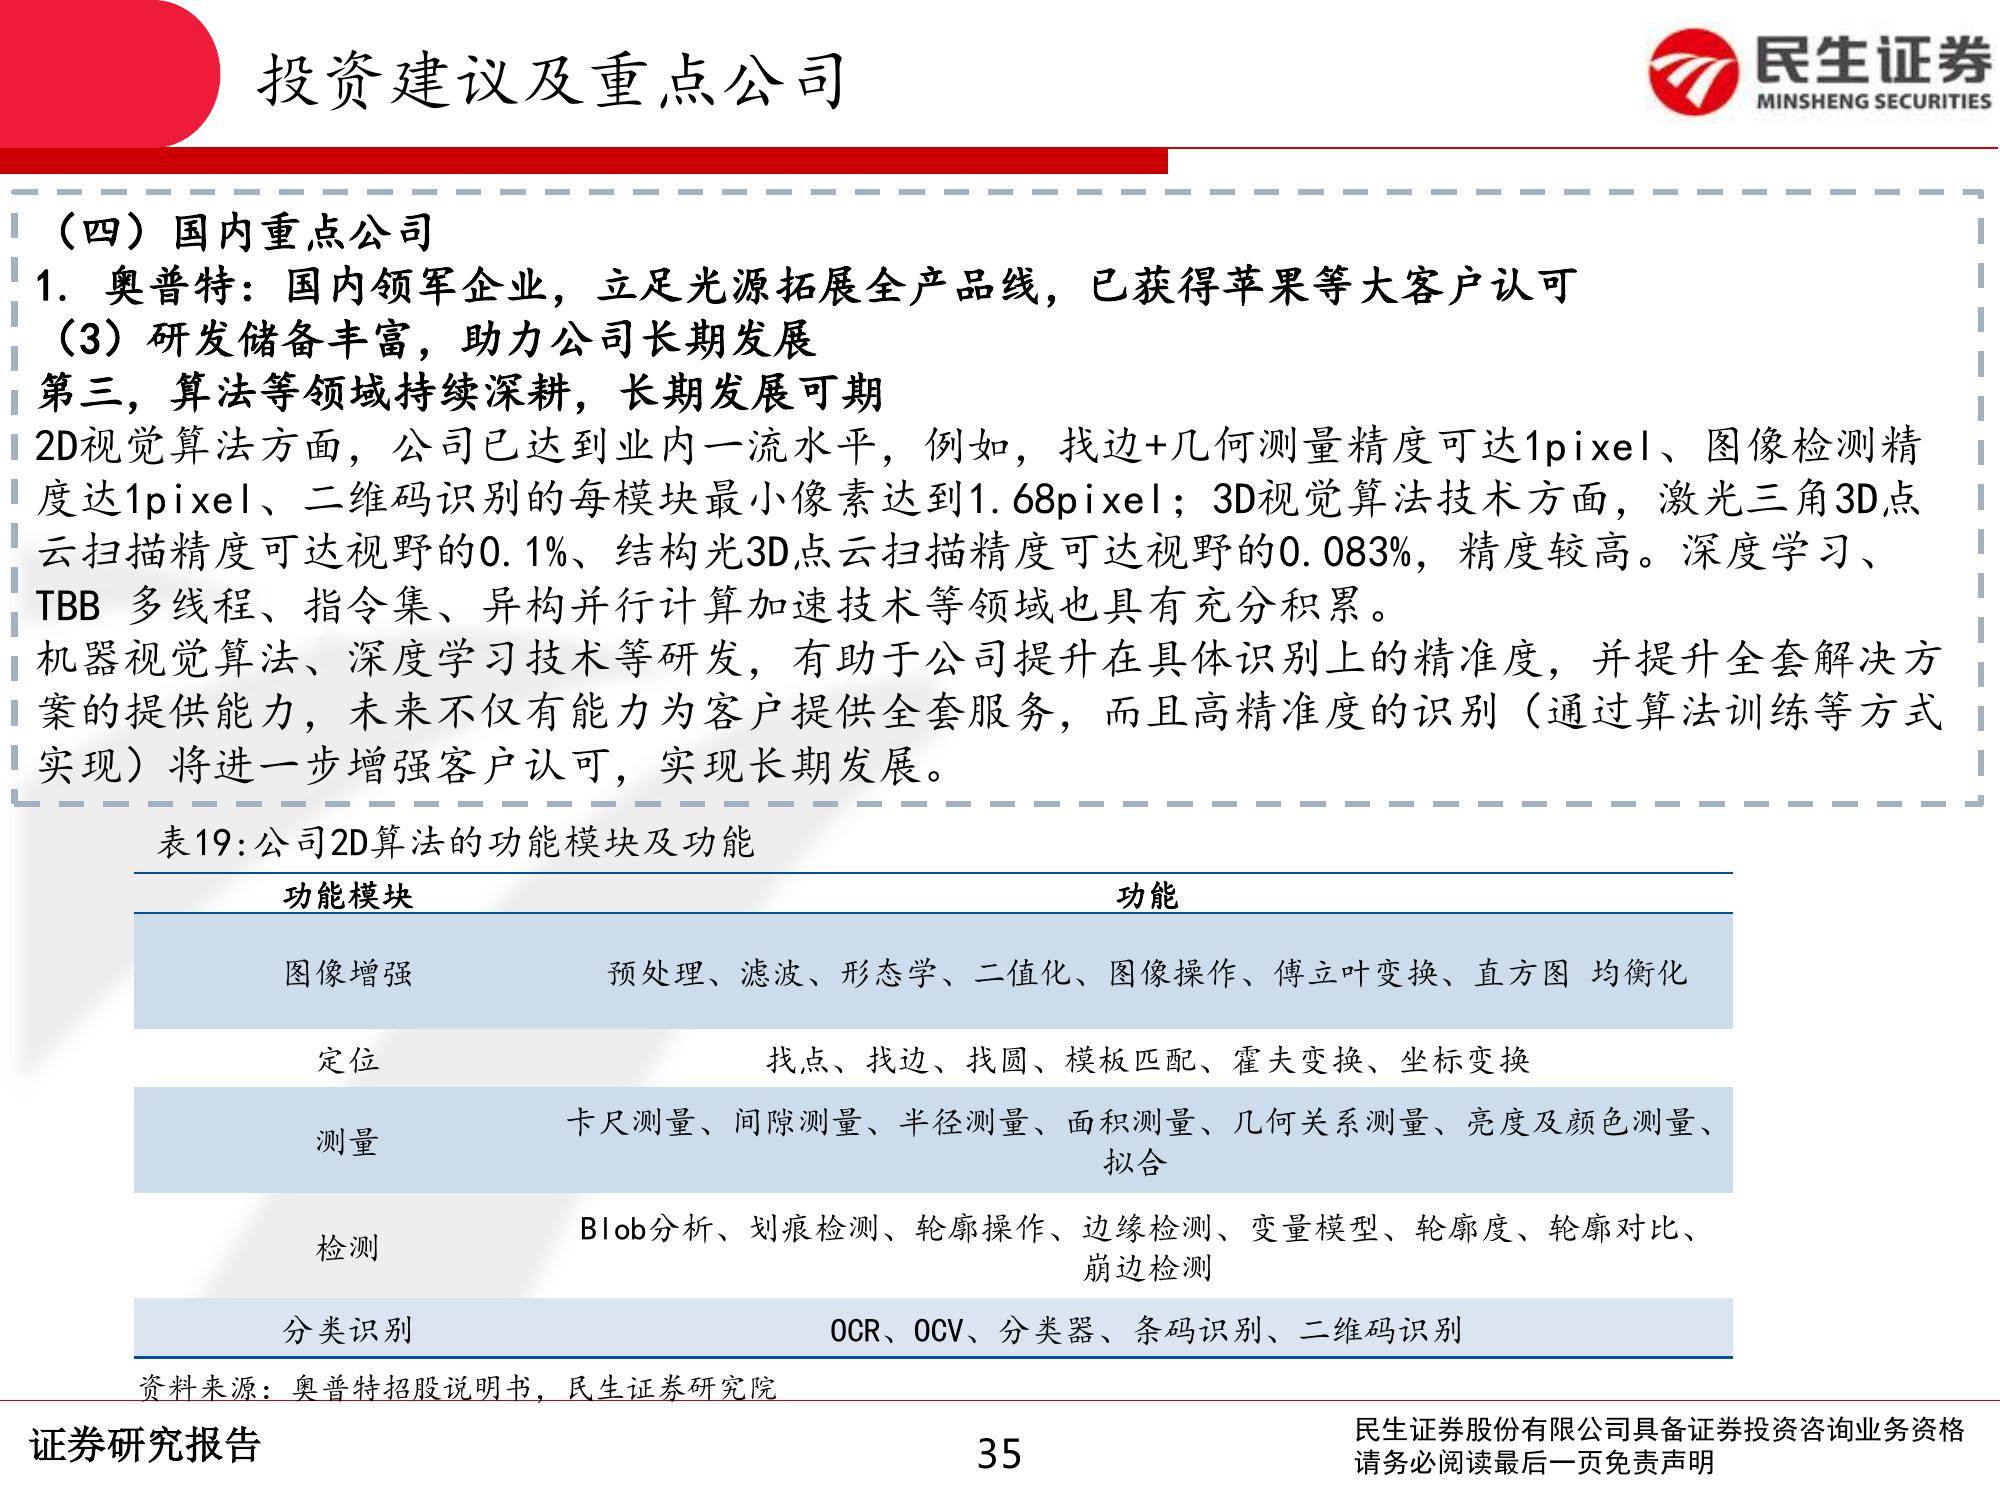 投资建议及重点公司
民生证券
MINSHENG SECURITIES
（四）国内重点公司
1. 奥普特：国内领军企业，立足光源拓展全产品线，已获得苹果等大客户认可
（3）研发储备丰富，助力公司长期发展
第三，算法等领域持续深耕，长期发展可期
2D视觉算法方面，公司已达到业内一流水平，例如，找边+几何测量精度可达1pixel、图像检测精
度达1pixel、二维码识别的每模块最小像素达到1.68pixel；3D视觉算法技术方面，激光三角3D点
云扫描精度可达视野的0.1%、结构光3D点云扫描精度可达视野的0.083%，精度较高。深度学习、
TBB 多线程、指令集、异构并行计算加速技术等领域也具有充分积累。
机器视觉算法、深度学习技术等研发，有助于公司提升在具体识别上的精准度，并提升全套解决方
案的提供能力，未来不仅有能力为客户提供全套服务，而且高精准度的识别（通过算法训练等方式
实现）将进一步增强客户认可，实现长期发展。
表19:公司2D算法的功能模块及功能
功能模块 功能
图像增强 预处理、滤波、形态学、二值化、图像操作、傅立叶变换、直方图 均衡化
定位 找点、找边、找圆、模板匹配、霍夫变换、坐标变换
测量 卡尺测量、间隙测量、半径测量、面积测量、几何关系测量、亮度及颜色测量、
拟合
检测 Blob分析、划痕检测、轮廓操作、边缘检测、变量模型、轮廓度、轮廓对比、
崩边检测
分类识别 OCR、OCV、分类器、条码识别、二维码识别
资料来源：奥普特招股说明书，民生证券研究院
证券研究报告
35
民生证券股份有限公司具备证券投资咨询业务资格
请务必阅读最后一页免责声明